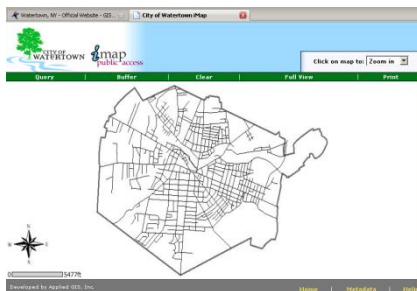 Watertown, NY - Official Website - GIS...
City of Watertown iMap
CITY OF
WATERTOWN
imap
public access
Click on map to: Zoom in
Query | Buffer | Clear | Full View | Print
N
W
E
S
0 5477ft
Developed by Applied GIS, Inc.
Home | Metadata | Help